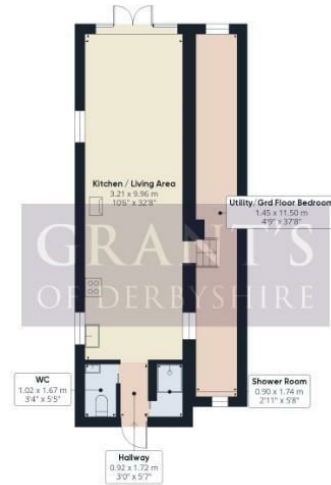 Kitchen / Living Area
3.21 x 9.96 m
10'6" x 32'8"
Utility/Grd Floor Bedroom
1.45 x 11.50 m
4'9" x 37'8"
GRANT'S
OF DERBYSHIRE
WC
1.02 x 1.67 m
3'4" x 5'5"
Shower Room
0.90 x 1.74 m
2'11" x 5'8"
Hallway
0.92 x 1.72 m
3'0" x 5'7"